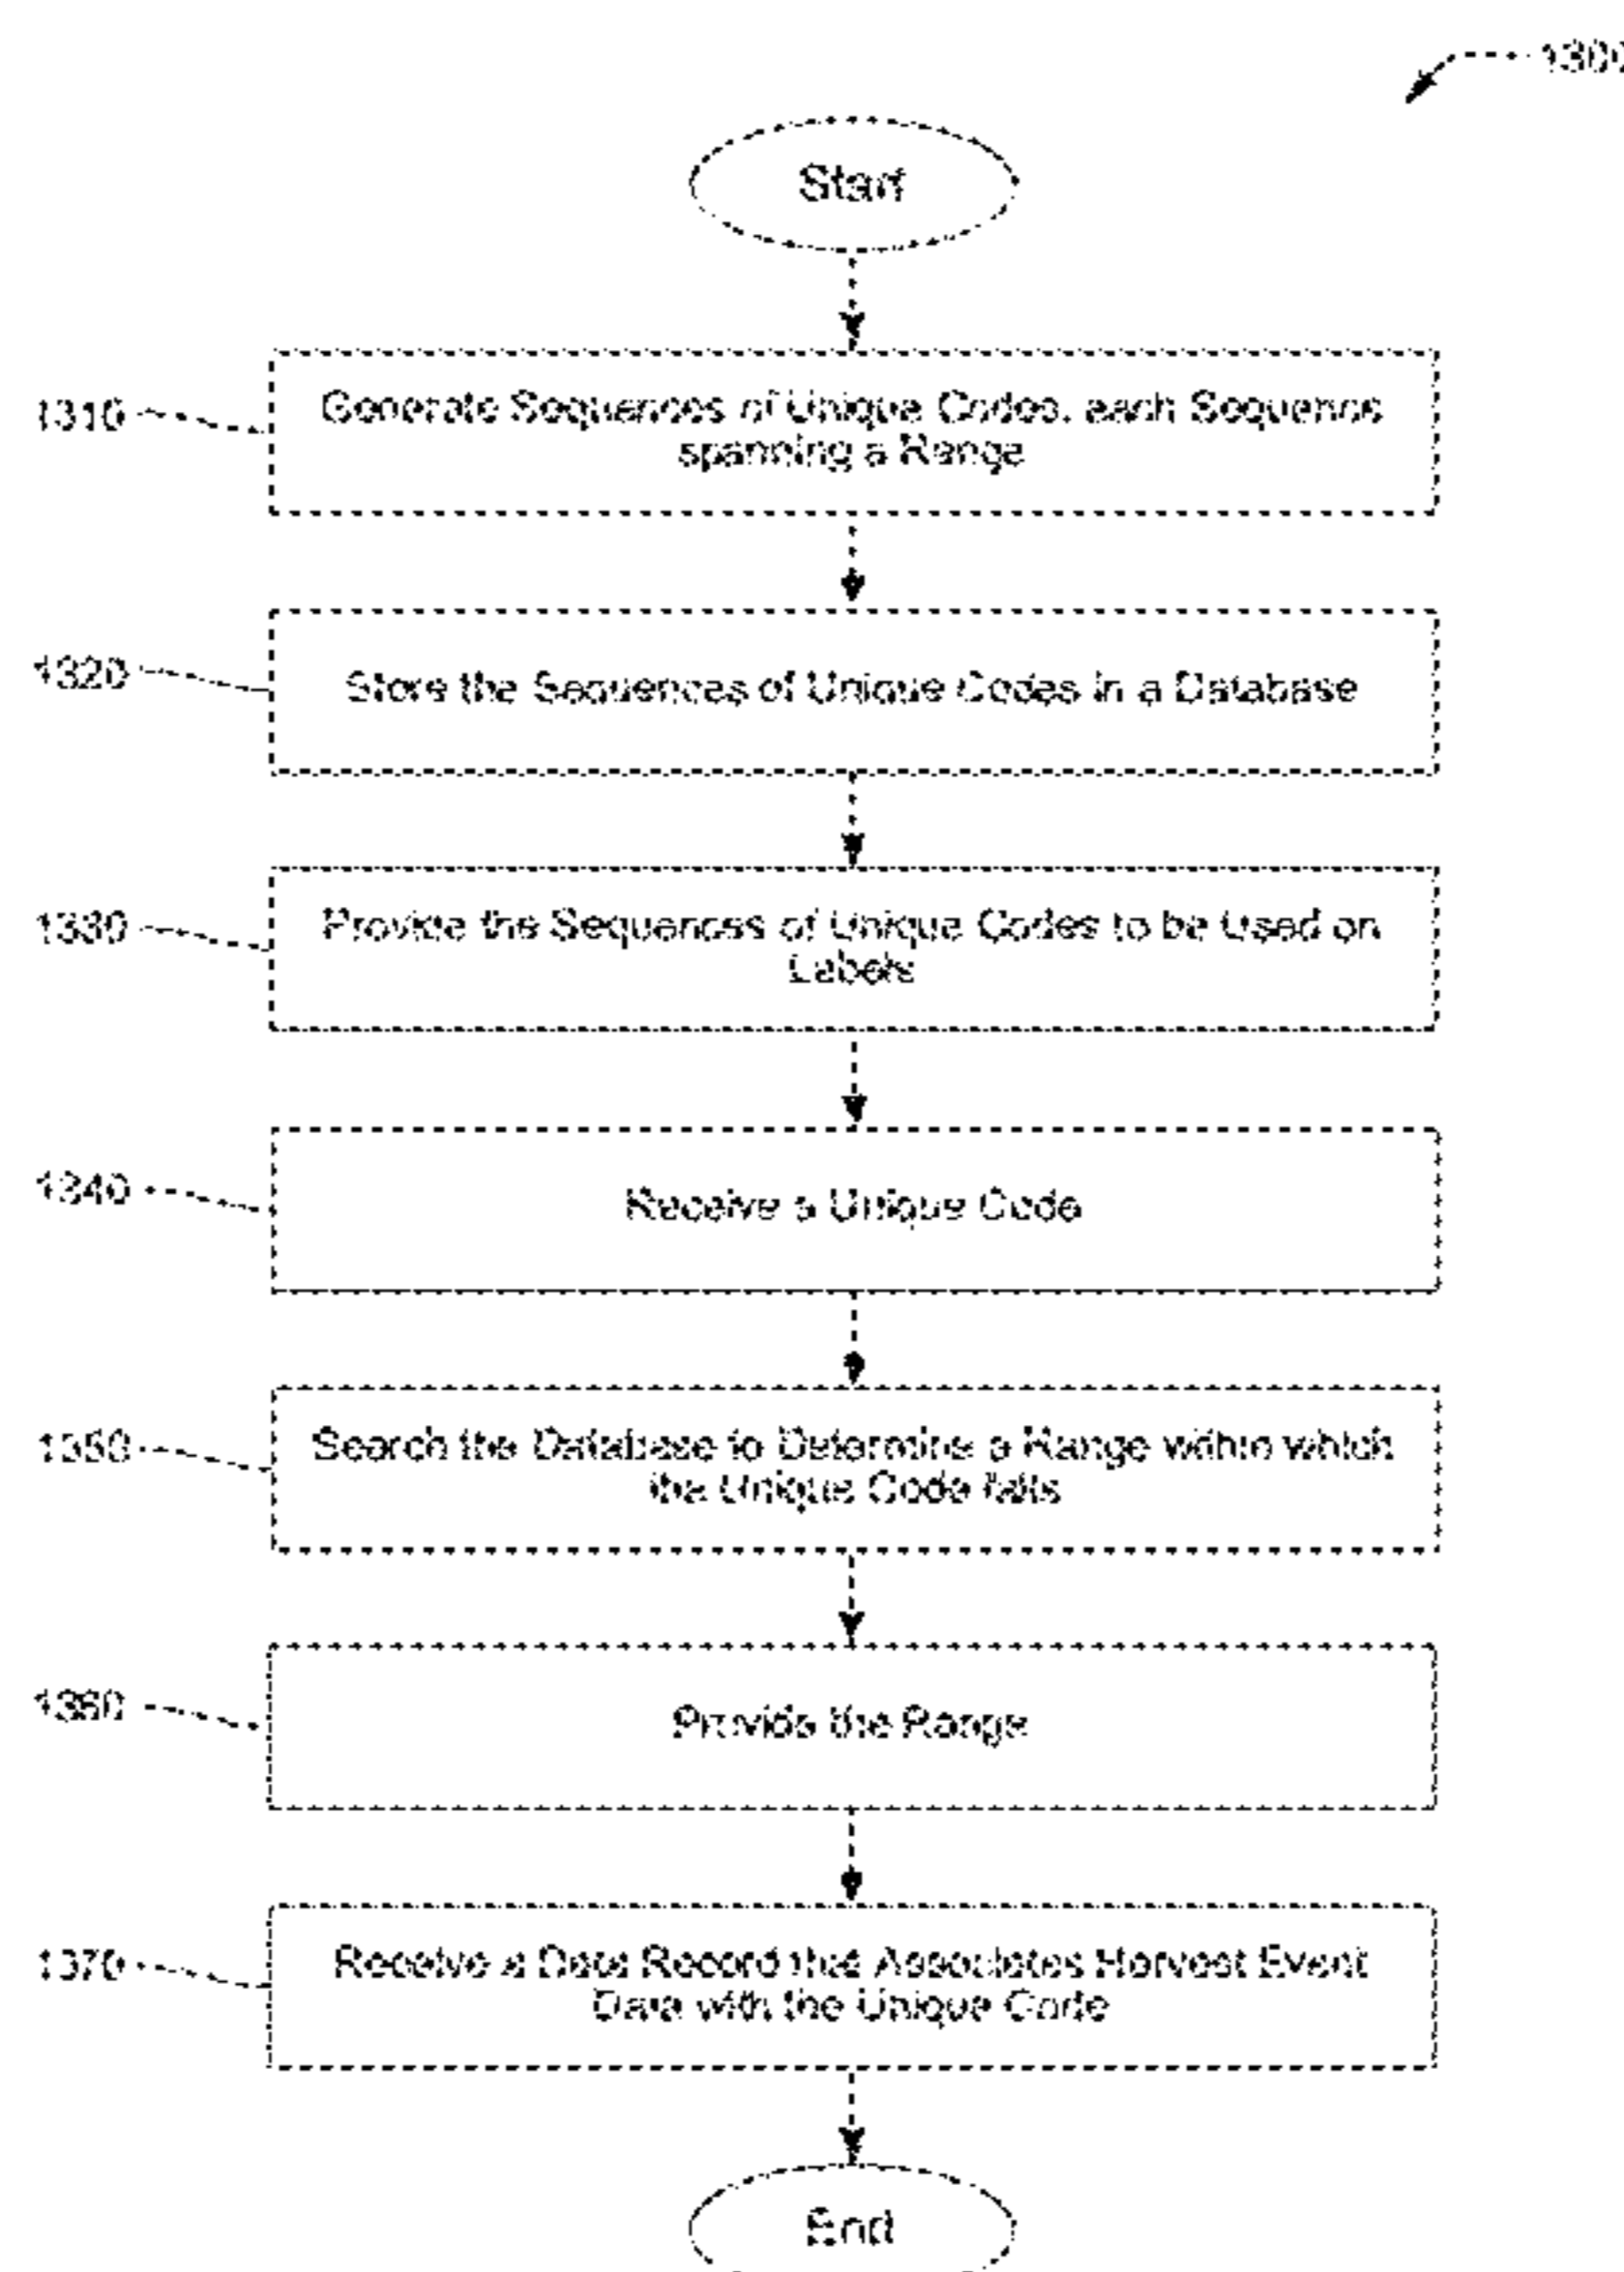 1300
Start
1310
Generate Sequences of Unique Codes, each Sequence
spanning a Range
1320
Store the Sequences of Unique Codes in a Database
1330
Provide the Sequences of Unique Codes to be Used on
Labels
1340
Receive a Unique Code
1350
Search the Database to Determine a Range within which
the Unique Code falls
1360
Provide the Range
1370
Receive a Data Record that Associates Harvest Event
Data with the Unique Code
End